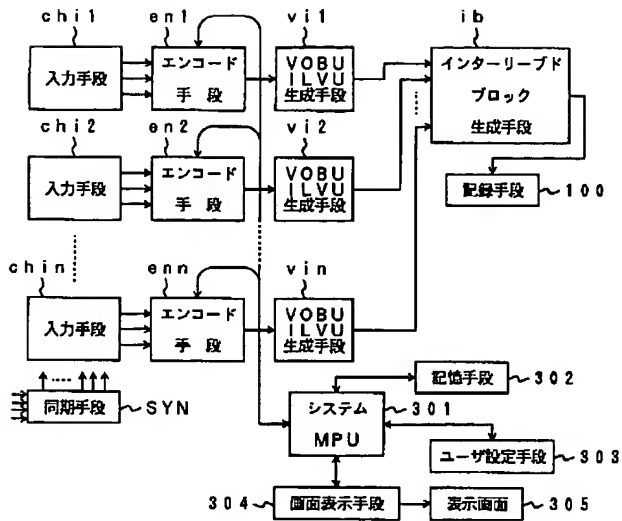 chi1
en1
vi1
ib
入力手段
エンコード
手 段
VOBU
ILVU
生成手段
インターリーブド
ブロック
生成手段
chi2
en2
vi2
入力手段
エンコード
手 段
VOBU
ILVU
生成手段
記録手段
100
chin
enn
vin
入力手段
エンコード
手 段
VOBU
ILVU
生成手段
同期手段
SYN
システム
MPU
301
記憶手段
302
ユーザ設定手段
303
304
画面表示手段
表示画面
305